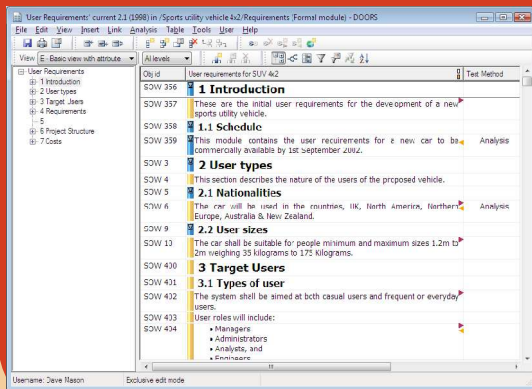 User Requirements' current 2.1 (1998) in /Sports utility vehicle 4x2/Requirements (Formal module) - DOORS
File Edit View Insert Link Analysis Table Tools User Help
View E - Basic view with attribute All levels
User Requirements
1 Introduction
2 User types
3 Target Users
4 Requirements
5
6 Project Structure
7 Costs
Obj id User requirements for SUV 4x2 Test Method
SOW 356 1 Introduction
SOW 357 These are the initial user requirements for the development of a new
sports utility vehicle.
SOW 358 1.1 Schedule
SOW 359 This module contains the user requirements for a new car to be Analysis
commercially available by 1st September 2002.
SOW 3 2 User types
SOW 4 This section describes the nature of the users of the proposed vehicle.
SOW 5 2.1 Nationalities
SOW 6 The car will be used in the countries, UK, North America, Northern Analysis
Europe, Australia & New Zealand.
SOW 9 2.2 User sizes
SOW 10 The car shall be suitable for people minimum and maximum sizes 1.2m to
2m weighing 35 kilograms to 175 Kilograms.
SOW 400 3 Target Users
SOW 401 3.1 Types of user
SOW 402 The system shall be aimed at both casual users and frequent or everyday
users.
SOW 403 User roles will include:
SOW 404 • Managers
• Administrators
• Analysts, and
• Engineers
Username: Dave Mason Exclusive edit mode